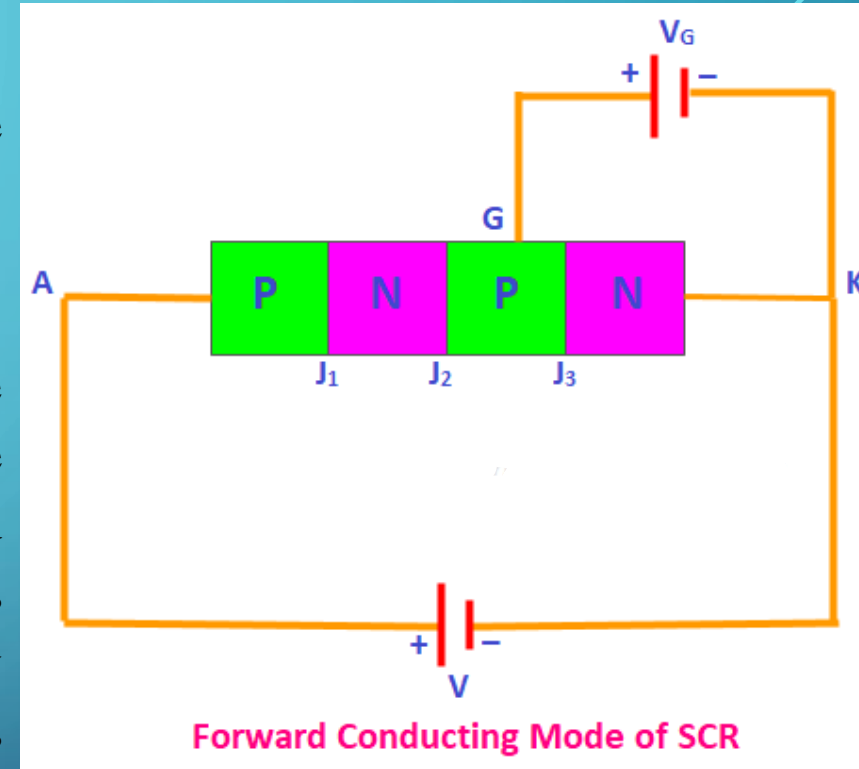 VG
+ –
G
A P N P N K
J1 J2 J3
+ –
V
Forward Conducting Mode of SCR